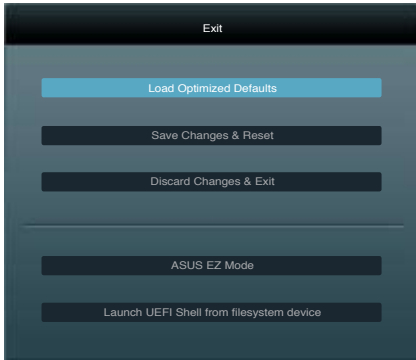 Exit
Load Optimized Defaults
Save Changes & Reset
Discard Changes & Exit
ASUS EZ Mode
Launch UEFI Shell from filesystem device